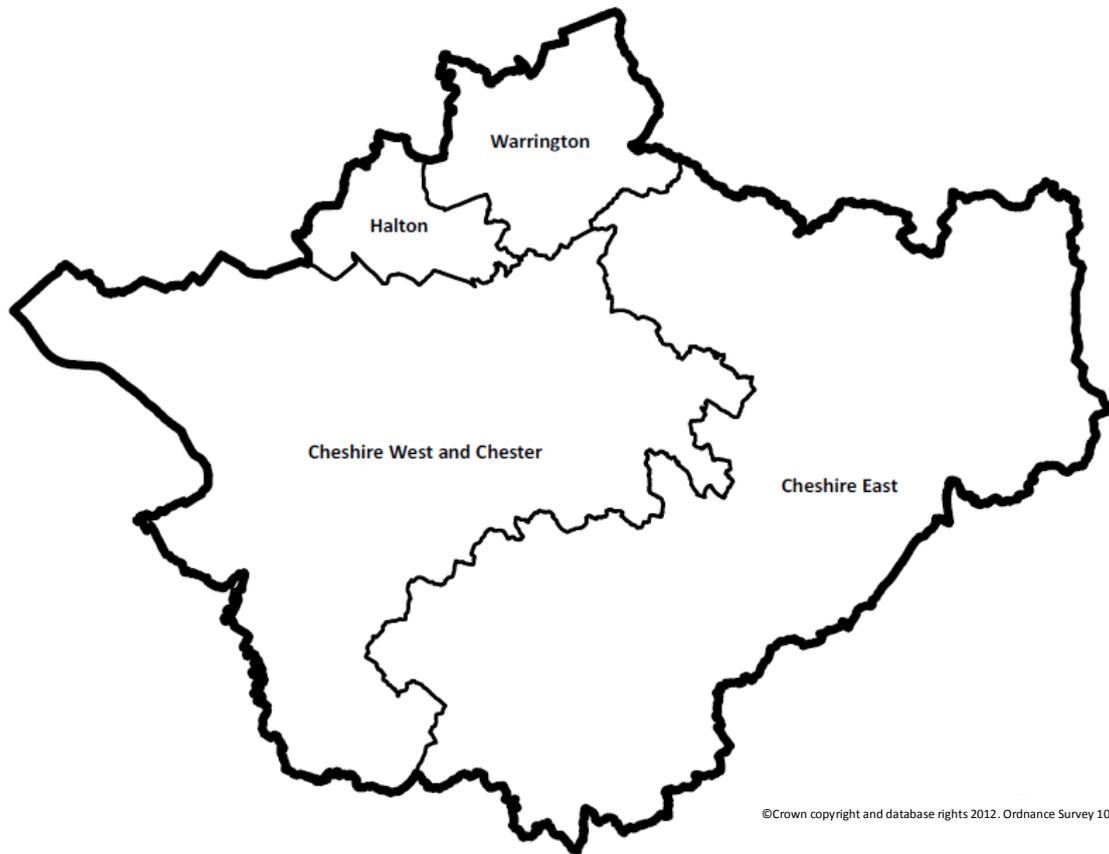 Warrington
Halton
Cheshire West and Chester
Cheshire East
©Crown copyright and database rights 2012. Ordnance Survey 10